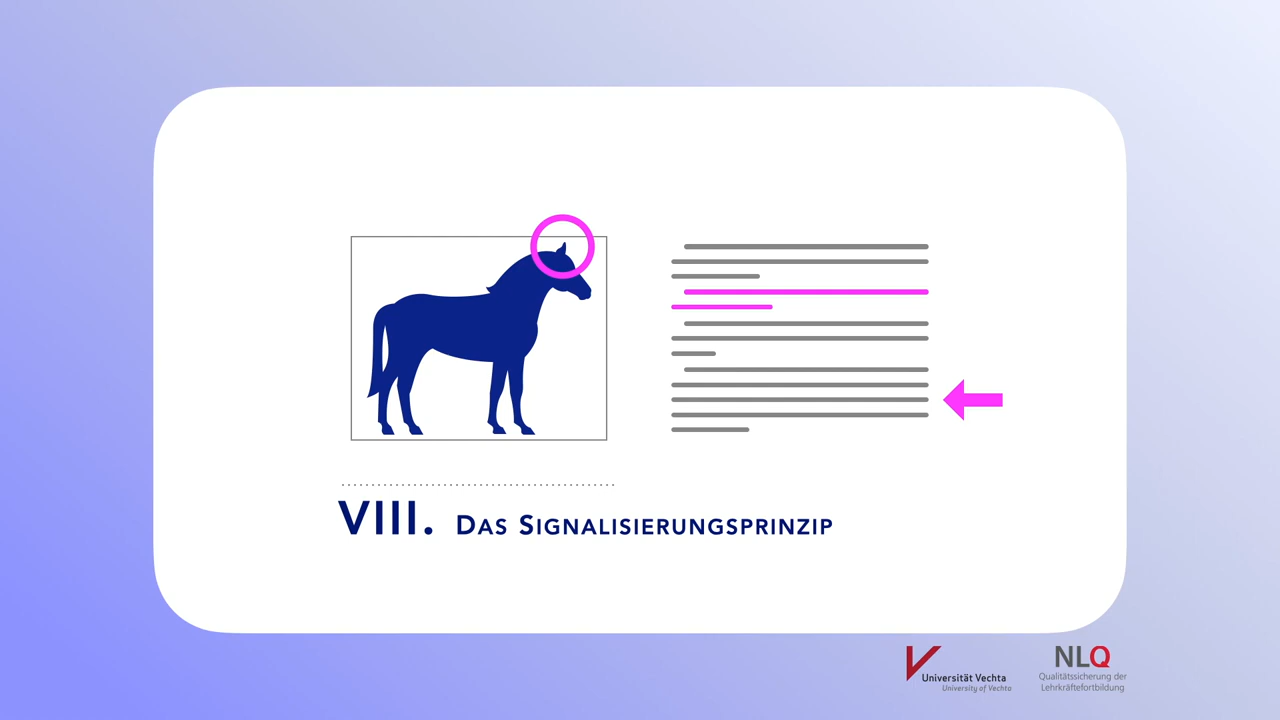 VIII. Das Signalisierungsprinzip
Universität Vechta
University of Vechta
NLQ
Qualitätssicherung der
Lehrkräftefortbildung